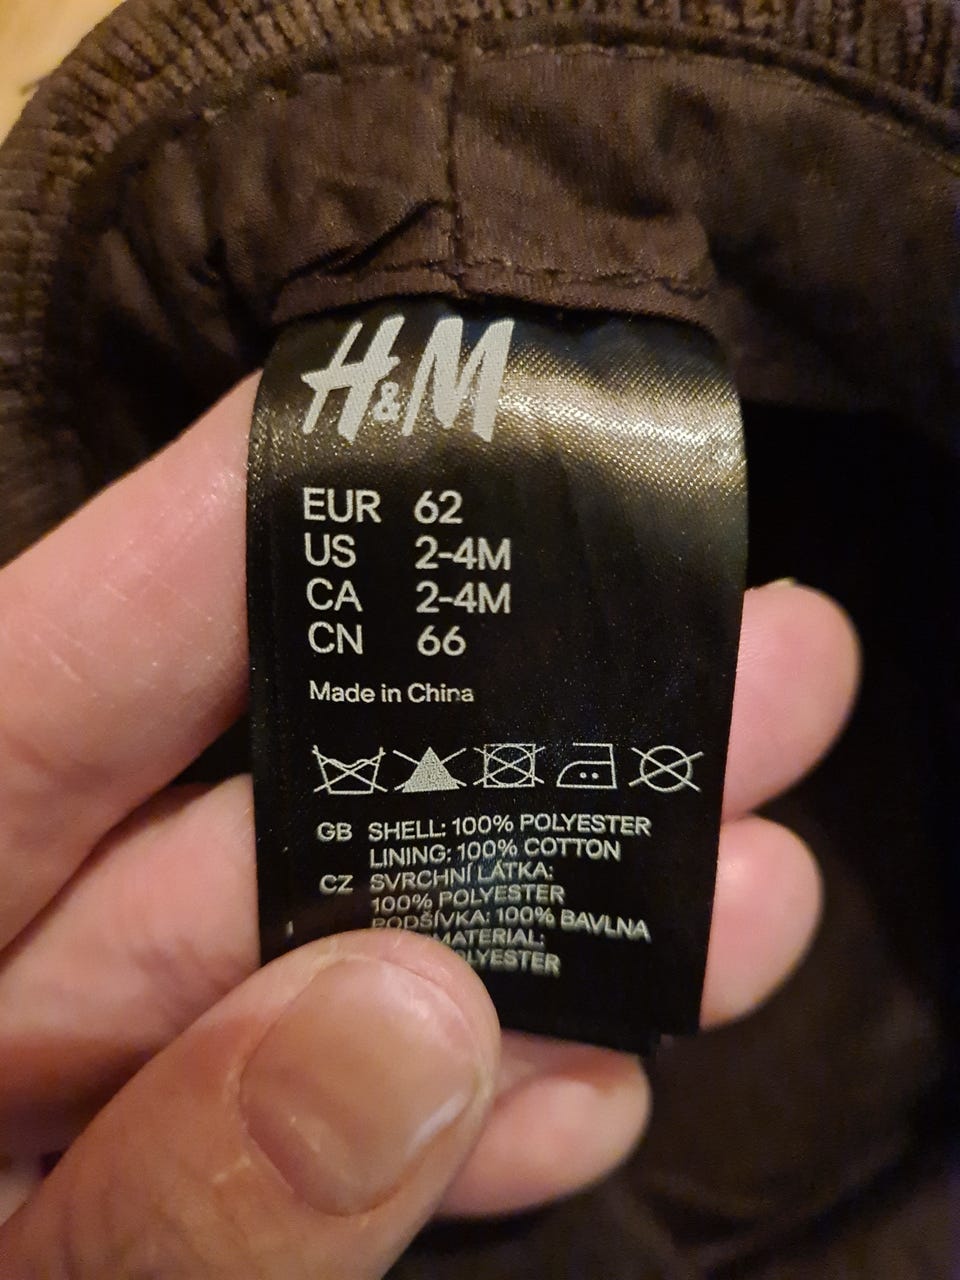 H&M
EUR 62
US 2-4M
CA 2-4M
CN 66
Made in China
GB SHELL: 100% POLYESTER
LINING: 100% COTTON
CZ SVRCHNÍ LÁTKA:
100% POLYESTER
PODŠÍVKA: 100% BAVLNA
MATERIAL: